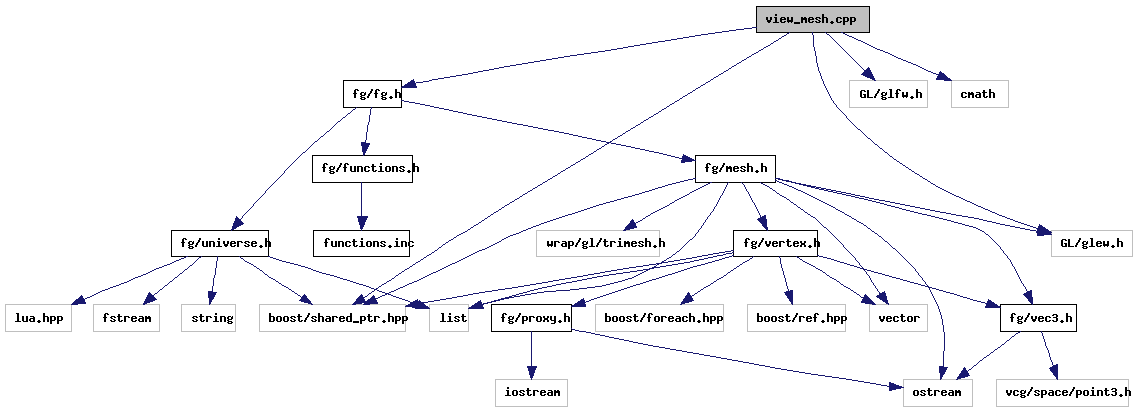 view_mesh.cpp
fg/fg.h
GL/glfw.h
cmath
fg/functions.h
fg/mesh.h
fg/universe.h
functions.inc
wrap/gl/trimesh.h
fg/vertex.h
GL/glew.h
lua.hpp
fstream
string
boost/shared_ptr.hpp
list
fg/proxy.h
boost/foreach.hpp
boost/ref.hpp
vector
fg/vec3.h
iostream
ostream
vcg/space/point3.h